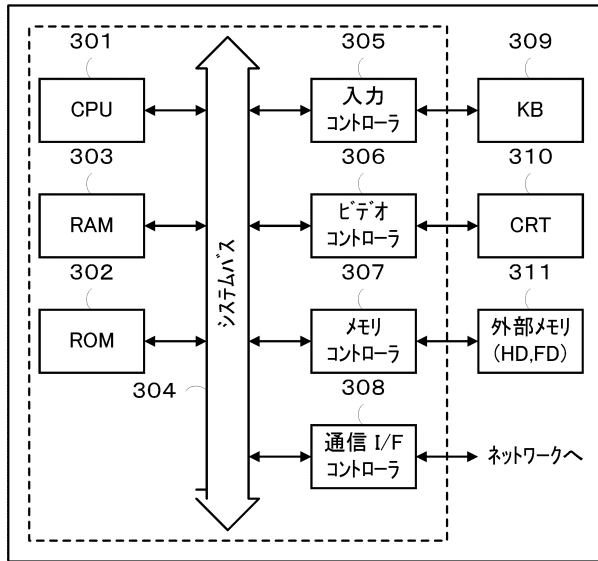 301
305
309
CPU
入力
コントローラ
KB
303
306
310
RAM
ビデオ
コントローラ
CRT
302
307
311
ROM
システムバス
メモリ
コントローラ
外部メモリ
(HD,FD)
304
308
通信 I/F
コントローラ
ネットワークへ